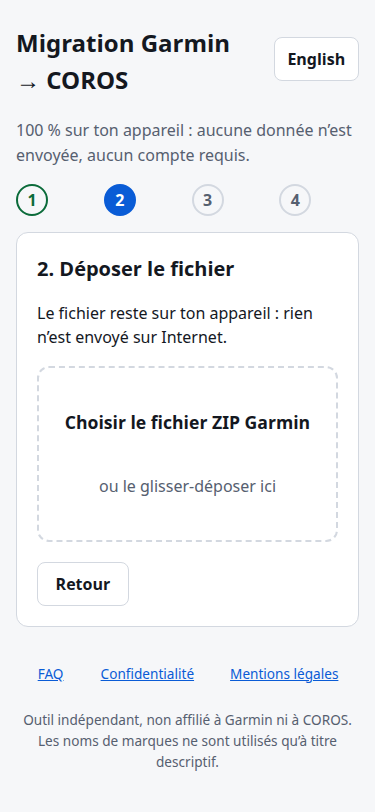 Migration Garmin
→ COROS
English
100 % sur ton appareil : aucune donnée n’est
envoyée, aucun compte requis.
1
2
3
4
2. Déposer le fichier
Le fichier reste sur ton appareil : rien
n’est envoyé sur Internet.
Choisir le fichier ZIP Garmin
ou le glisser-déposer ici
Retour
FAQ
Confidentialité
Mentions légales
Outil indépendant, non affilié à Garmin ni à COROS.
Les noms de marques ne sont utilisés qu’à titre
descriptif.